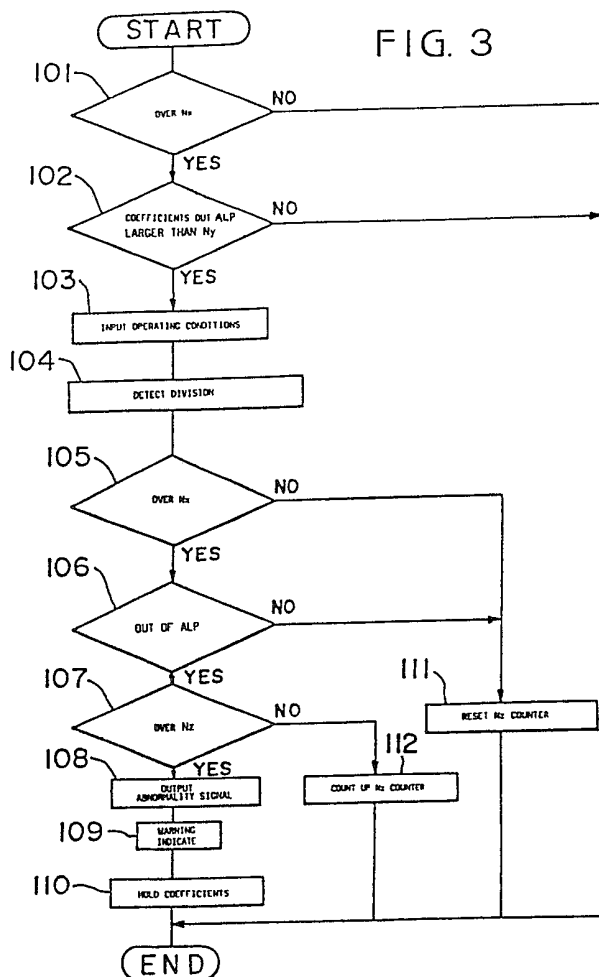 START
FIG. 3
101
OVER Nx
NO
YES
102
COEFFICIENTS OUT ALP
LARGER THAN Ny
NO
YES
103
INPUT OPERATING CONDITIONS
104
DETECT DIVISION
105
OVER Nx
NO
YES
106
OUT OF ALP
NO
YES
107
OVER Nz
NO
YES
111
RESET Nz COUNTER
112
COUNT UP Nz COUNTER
108
OUTPUT
ABNORMALITY SIGNAL
109
WARNING
INDICATE
110
HOLD COEFFICIENTS
END